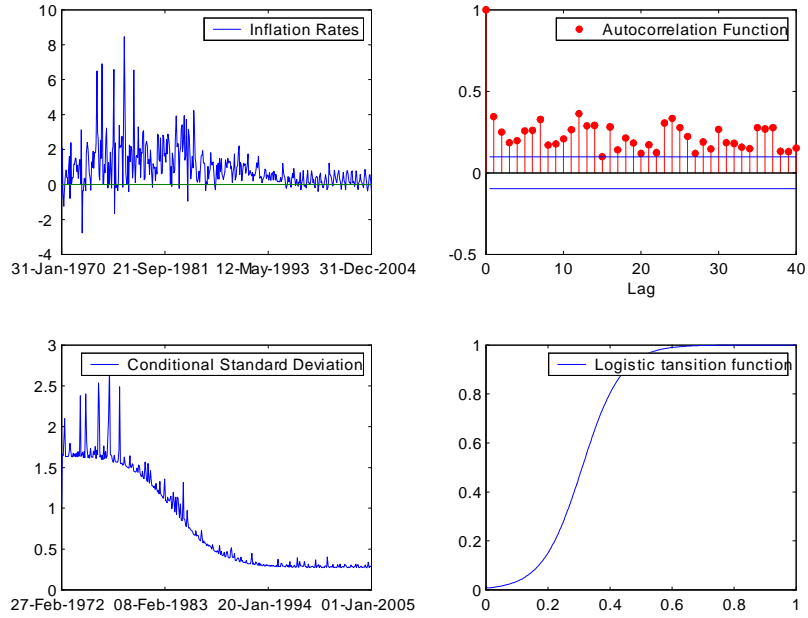 10
8
6
4
2
0
-2
-4
Inflation Rates
31-Jan-1970 21-Sep-1981 12-May-1993 31-Dec-2004
1
0.5
0
-0.5
Autocorrelation Function
0 10 20 30 40
Lag
3
2.5
2
1.5
1
0.5
0
Conditional Standard Deviation
27-Feb-1972 08-Feb-1983 20-Jan-1994 01-Jan-2005
1
0.8
0.6
0.4
0.2
0
Logistic tansition function
0 0.2 0.4 0.6 0.8 1